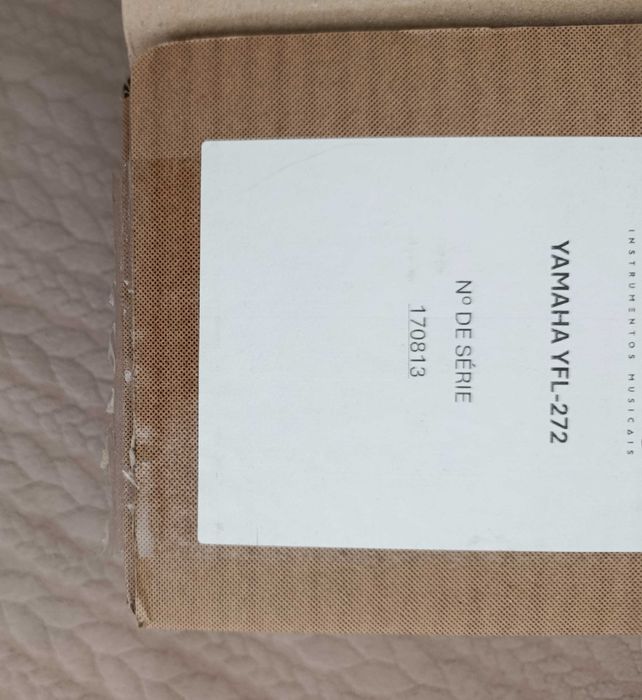 INSTRUMENTOS MUSICAIS
YAMAHA YFL-272
Nº DE SÉRIE
170813